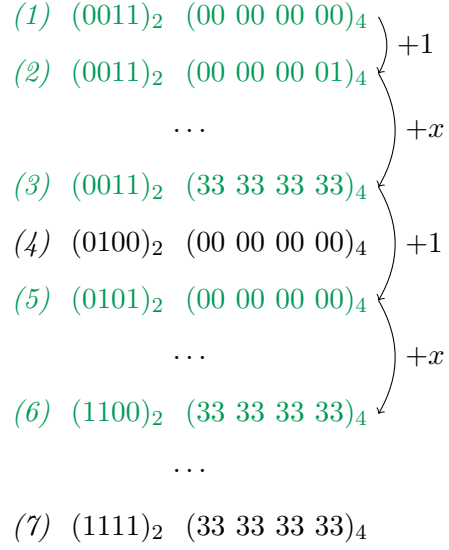 (1) (0011)₂ (00 00 00 00)₄
+1
(2) (0011)₂ (00 00 00 01)₄
⋯ +x
(3) (0011)₂ (33 33 33 33)₄
(4) (0100)₂ (00 00 00 00)₄ +1
(5) (0101)₂ (00 00 00 00)₄
⋯ +x
(6) (1100)₂ (33 33 33 33)₄
⋯
(7) (1111)₂ (33 33 33 33)₄